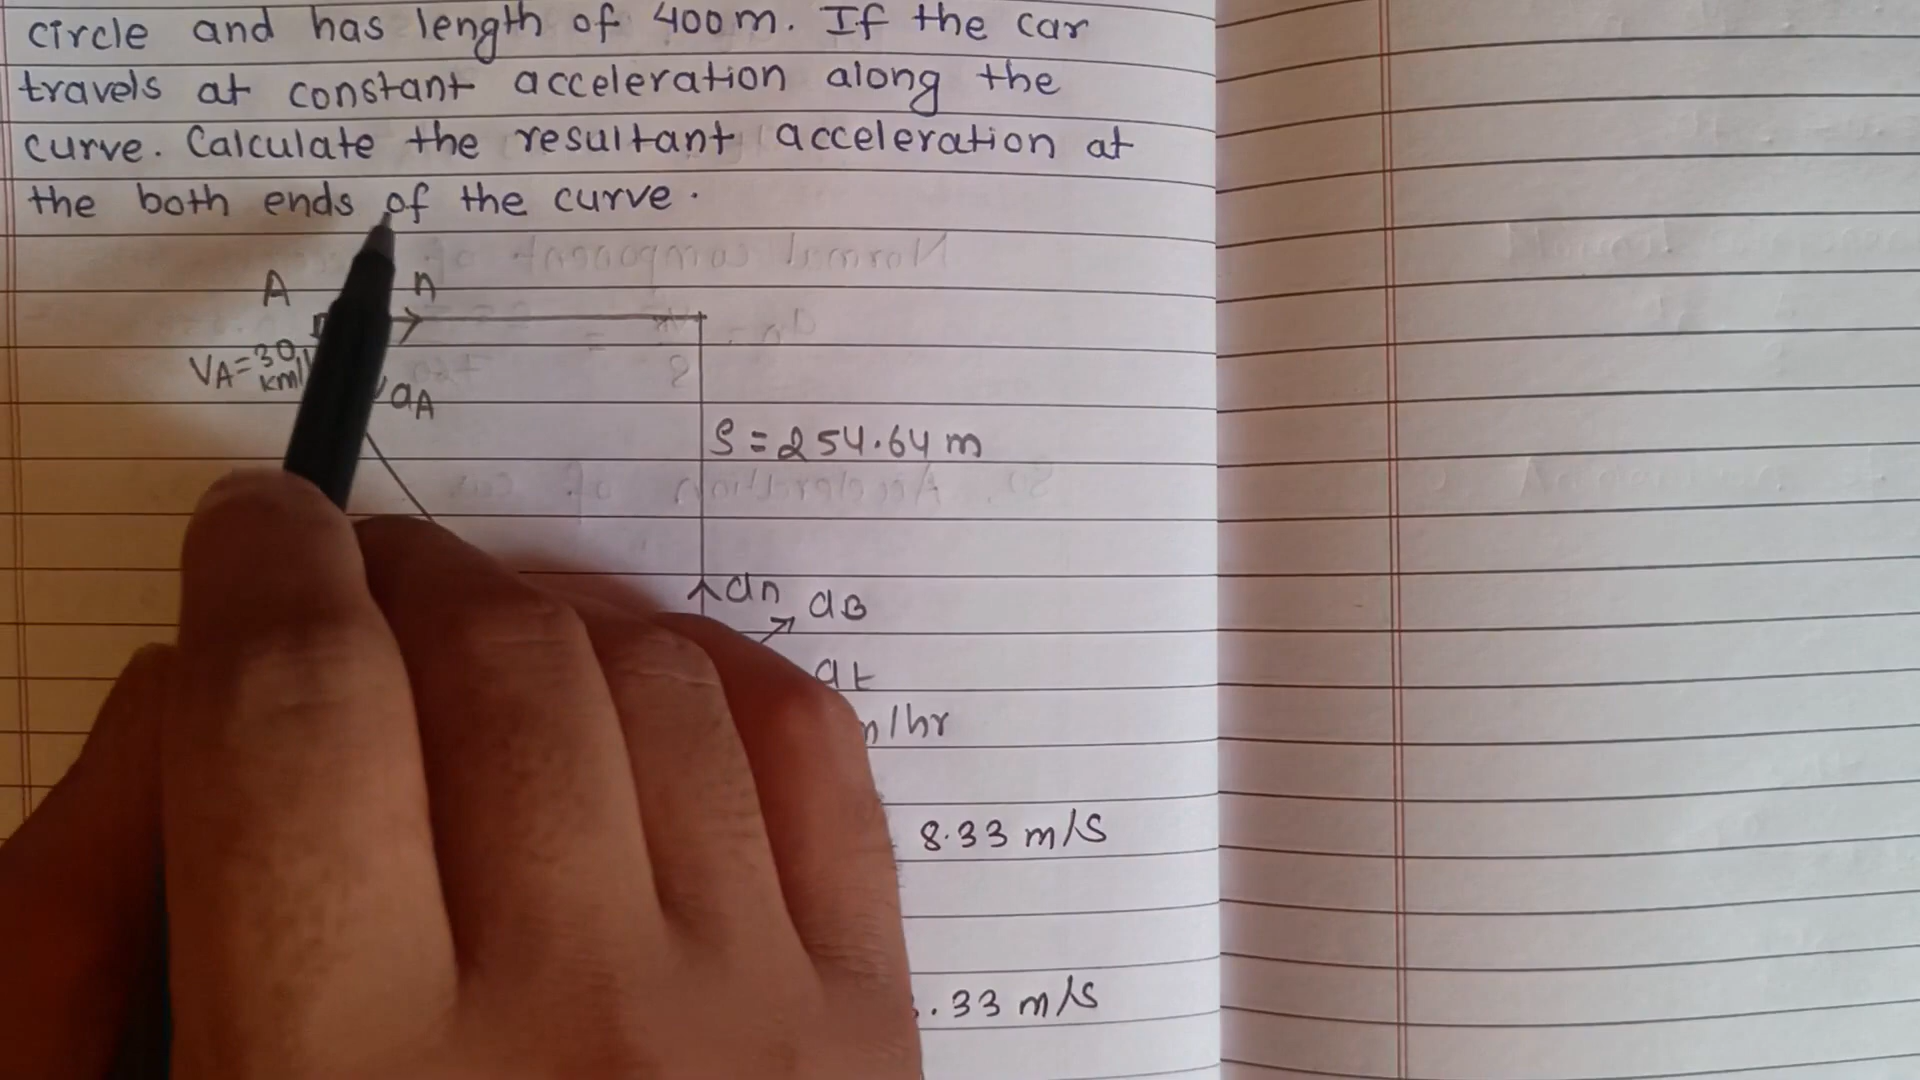 circle and has length of 400m. If the car
travels at constant acceleration along the
curve. Calculate the resultant acceleration at
the both ends of the curve.
A n
VA=30
km/
aA
S = 254.64 m
an aB
at
/hr
8.33 m/s
.33 m/s